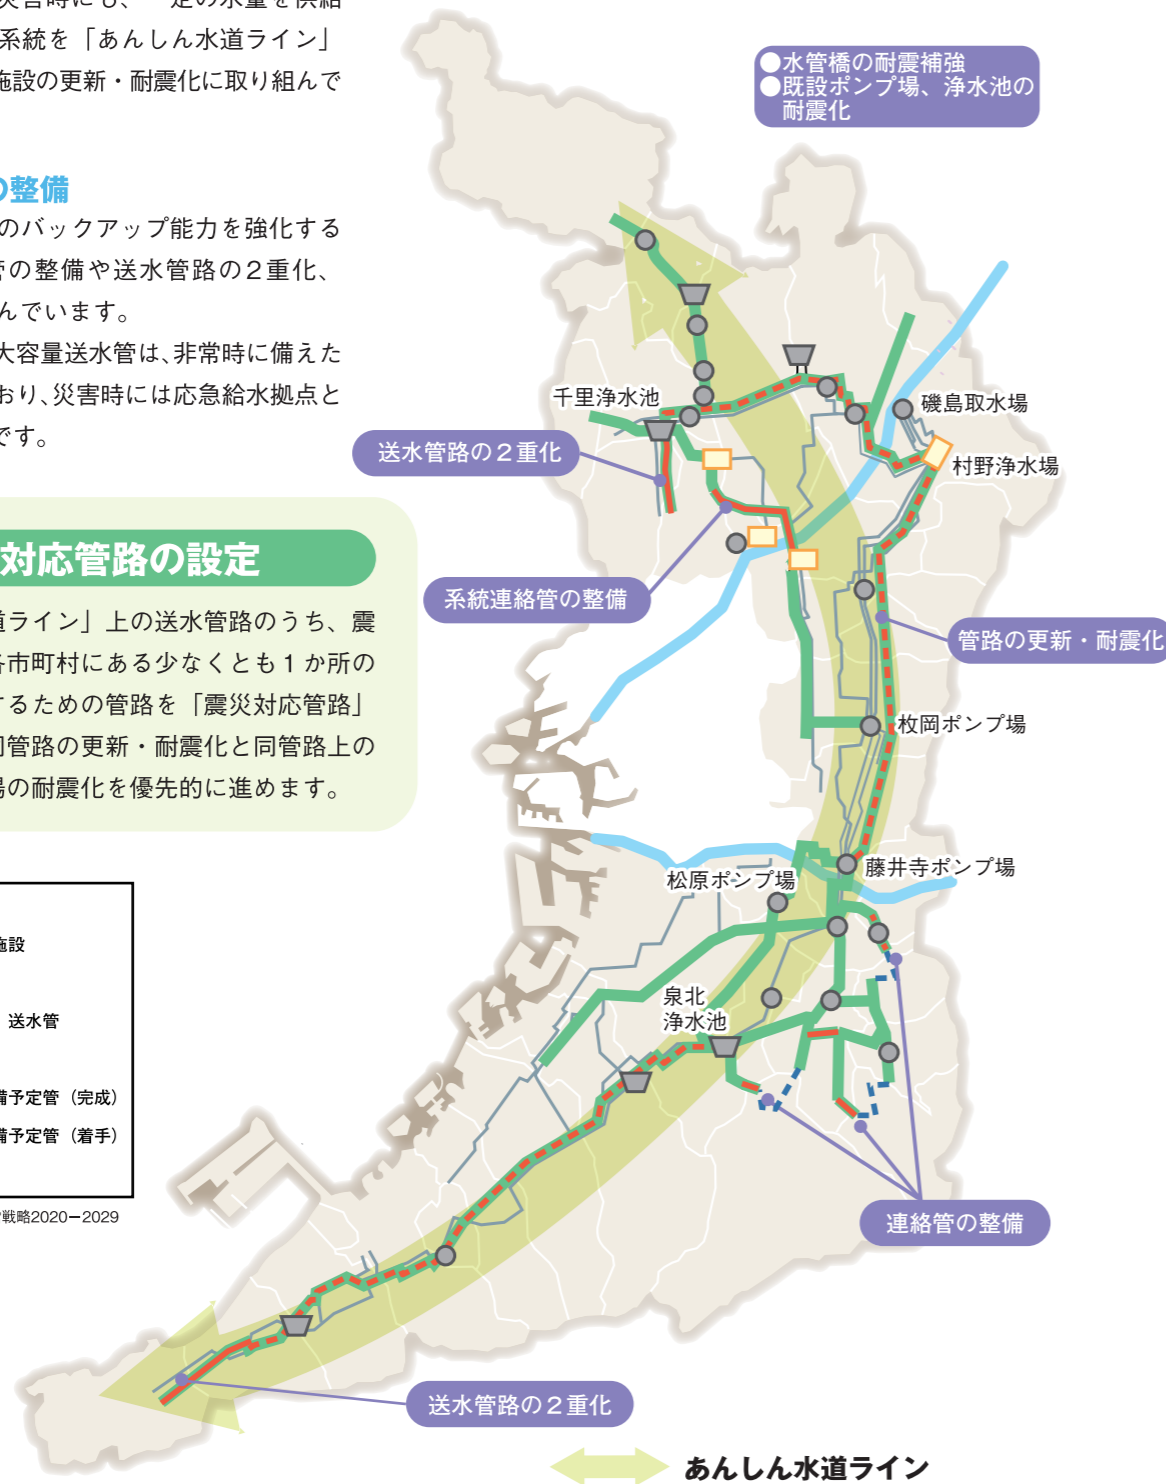 災害時にも、一定の水量を供給
系統を「あんしん水道ライン」
施設の更新・耐震化に取り組んで
の整備
のバックアップ能力を強化する
管の整備や送水管路の2重化、
んでいます。
大容量送水管は、非常時に備えた
おり、災害時には応急給水拠点と
です。
対応管路の設定
道ライン」上の送水管路のうち、震
各市町村にある少なくとも1か所の
するための管路を「震災対応管路」
同管路の更新・耐震化と同管路上の
場の耐震化を優先的に進めます。
施設
送水管
備予定管（完成）
備予定管（着手）
戦略2020－2029
●水管橋の耐震補強
●既設ポンプ場、浄水池の
耐震化
千里浄水池
磯島取水場
送水管路の２重化
村野浄水場
系統連絡管の整備
管路の更新・耐震化
枚岡ポンプ場
藤井寺ポンプ場
松原ポンプ場
泉北
浄水池
連絡管の整備
送水管路の２重化
あんしん水道ライン